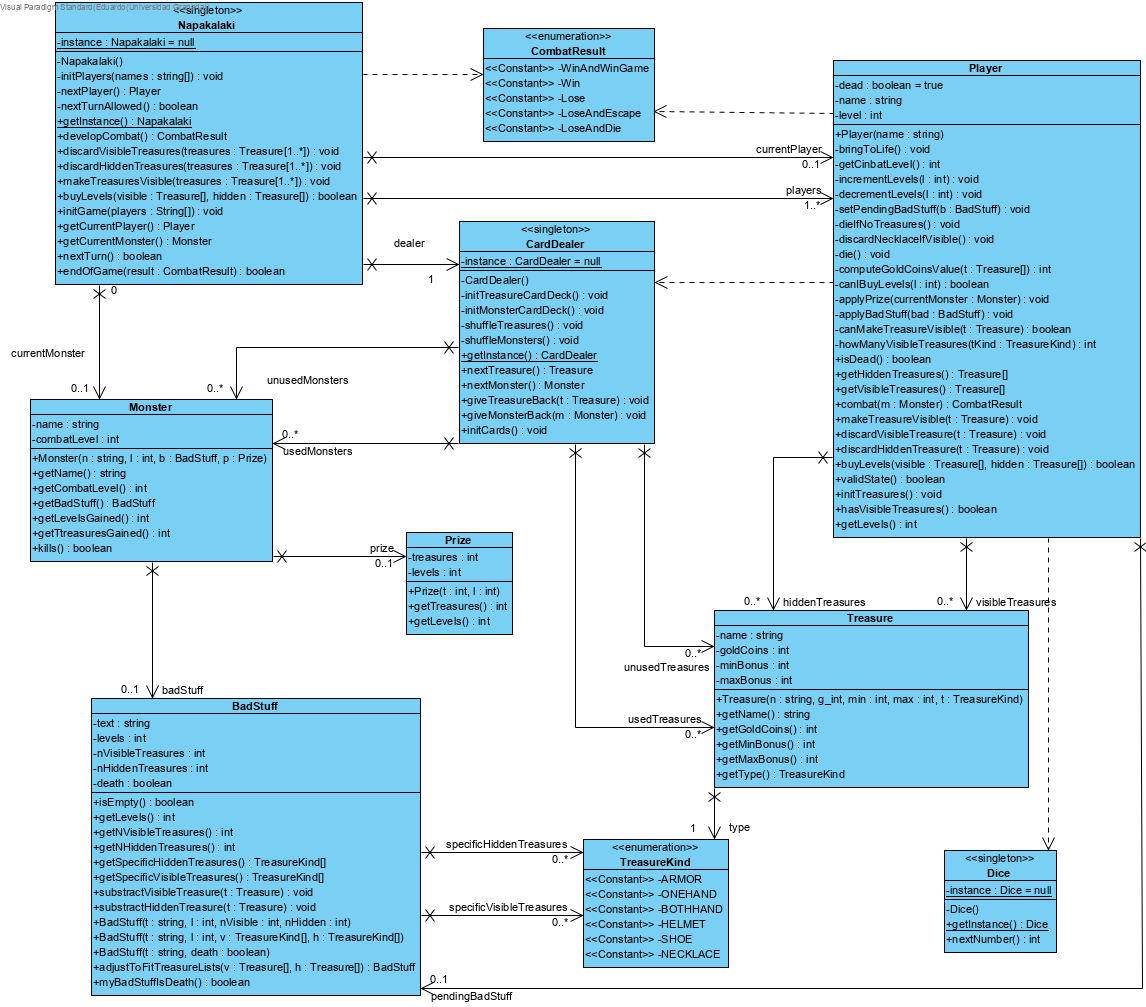 Visual Paradigm Standard(Eduardo(Universidad Granada))
<<singleton>>
Napakalaki
-instance : Napakalaki = null
-Napakalaki()
-initPlayers(names : string[]) : void
-nextPlayer() : Player
-nextTurnAllowed() : boolean
+getInstance() : Napakalaki
+developCombat() : CombatResult
+discardVisibleTreasures(treasures : Treasure[1..*]) : void
+discardHiddenTreasures(treasures : Treasure[1..*]) : void
+makeTreasuresVisible(treasures : Treasure[1..*]) : void
+buyLevels(visible : Treasure[], hidden : Treasure[]) : boolean
+initGame(players : String[]) : void
+getCurrentPlayer() : Player
+getCurrentMonster() : Monster
+nextTurn() : boolean
+endOfGame(result : CombatResult) : boolean
<<enumeration>>
CombatResult
<<Constant>> -WinAndWinGame
<<Constant>> -Win
<<Constant>> -Lose
<<Constant>> -LoseAndEscape
<<Constant>> -LoseAndDie
Player
-dead : boolean = true
-name : string
-level : int
+Player(name : string)
-bringToLife() : void
-getCinbatLevel() : int
-incrementLevels(l : int) : void
-decrementLevels(l : int) : void
-setPendingBadStuff(b : BadStuff) : void
-dieIfNoTreasures() : void
-discardNecklaceIfVisible() : void
-die() : void
-computeGoldCoinsValue(t : Treasure[]) : int
-canIBuyLevels(l : int) : boolean
-applyPrize(currentMonster : Monster) : void
-applyBadStuff(bad : BadStuff) : void
-canMakeTreasureVisible(t : Treasure) : boolean
-howManyVisibleTreasures(tKind : TreasureKind) : int
+isDead() : boolean
+getHiddenTreasures() : Treasure[]
+getVisibleTreasures() : Treasure[]
+combat(m : Monster) : CombatResult
+makeTreasureVisible(t : Treasure) : void
+discardVisibleTreasure(t : Treasure) : void
+discardHiddenTreasure(t : Treasure) : void
+buyLevels(visible : Treasure[], hidden : Treasure[]) : boolean
+validState() : boolean
+initTreasures() : void
+hasVisibleTreasures() : boolean
+getLevels() : int
currentPlayer
0..1
players
1..*
dealer
1
0
currentMonster
0..1
<<singleton>>
CardDealer
-instance : CardDealer = null
-CardDealer()
-initTreasureCardDeck() : void
-initMonsterCardDeck() : void
-shuffleTreasures() : void
-shuffleMonsters() : void
+getInstance() : CardDealer
+nextTreasure() : Treasure
+nextMonster() : Monster
+giveTreasureBack(t : Treasure) : void
+giveMonsterBack(m : Monster) : void
+initCards() : void
0..*
unusedMonsters
0..*
usedMonsters
Monster
-name : string
-combatLevel : int
+Monster(n : string, l : int, b : BadStuff, p : Prize)
+getName() : string
+getCombatLevel() : int
+getBadStuff() : BadStuff
+getLevelsGained() : int
+getTtreasuresGained() : int
+kills() : boolean
prize
0..1
Prize
-treasures : int
-levels : int
+Prize(t : int, l : int)
+getTreasures() : int
+getLevels() : int
0..* hiddenTreasures
0..* visibleTreasures
Treasure
-name : string
-goldCoins : int
-minBonus : int
-maxBonus : int
+Treasure(n : string, g_int, min : int, max : int, t : TreasureKind)
+getName() : string
+getGoldCoins() : int
+getMinBonus() : int
+getMaxBonus() : int
+getType() : TreasureKind
0..*
unusedTreasures
usedTreasures
0..*
0..1 badStuff
BadStuff
-text : string
-levels : int
-nVisibleTreasures : int
-nHiddenTreasures : int
-death : boolean
+isEmpty() : boolean
+getLevels() : int
+getNVisibleTreasures() : int
+getNHiddenTreasures() : int
+getSpecificHiddenTreasures() : TreasureKind[]
+getSpecificVisibleTreasures() : TreasureKind[]
+substractVisibleTreasure(t : Treasure) : void
+substractHiddenTreasure(t : Treasure) : void
+BadStuff(t : string, l : int, nVisible : int, nHidden : int)
+BadStuff(t : string, l : int, v : TreasureKind[], h : TreasureKind[])
+BadStuff(t : string, death : boolean)
+adjustToFitTreasureLists(v : Treasure[], h : Treasure[]) : BadStuff
+myBadStuffIsDeath() : boolean
specificHiddenTreasures
0..*
specificVisibleTreasures
0..*
1 type
<<enumeration>>
TreasureKind
<<Constant>> -ARMOR
<<Constant>> -ONEHAND
<<Constant>> -BOTHHAND
<<Constant>> -HELMET
<<Constant>> -SHOE
<<Constant>> -NECKLACE
<<singleton>>
Dice
-instance : Dice = null
-Dice()
+getInstance() : Dice
+nextNumber() : int
0..1
pendingBadStuff